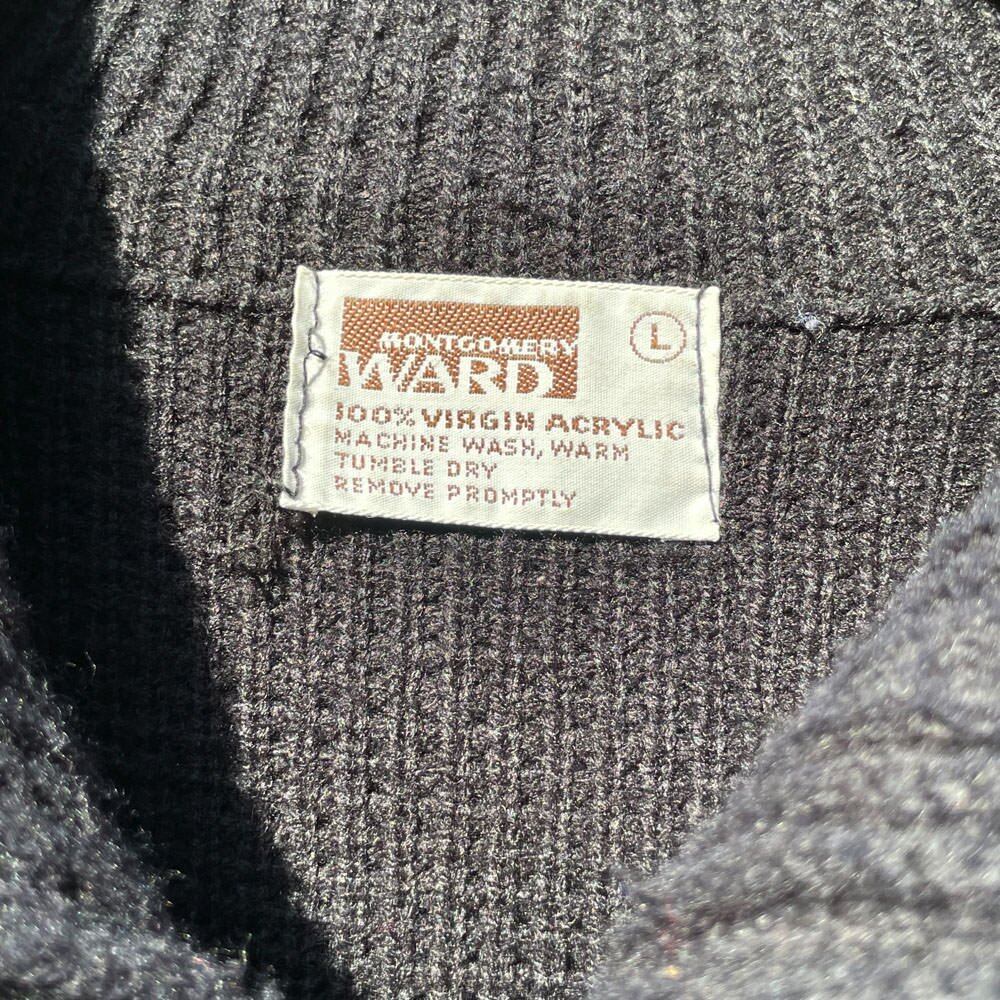 MONTGOMERY
WARD
L
100% VIRGIN ACRYLIC
MACHINE WASH, WARM
TUMBLE DRY
REMOVE PROMPTLY